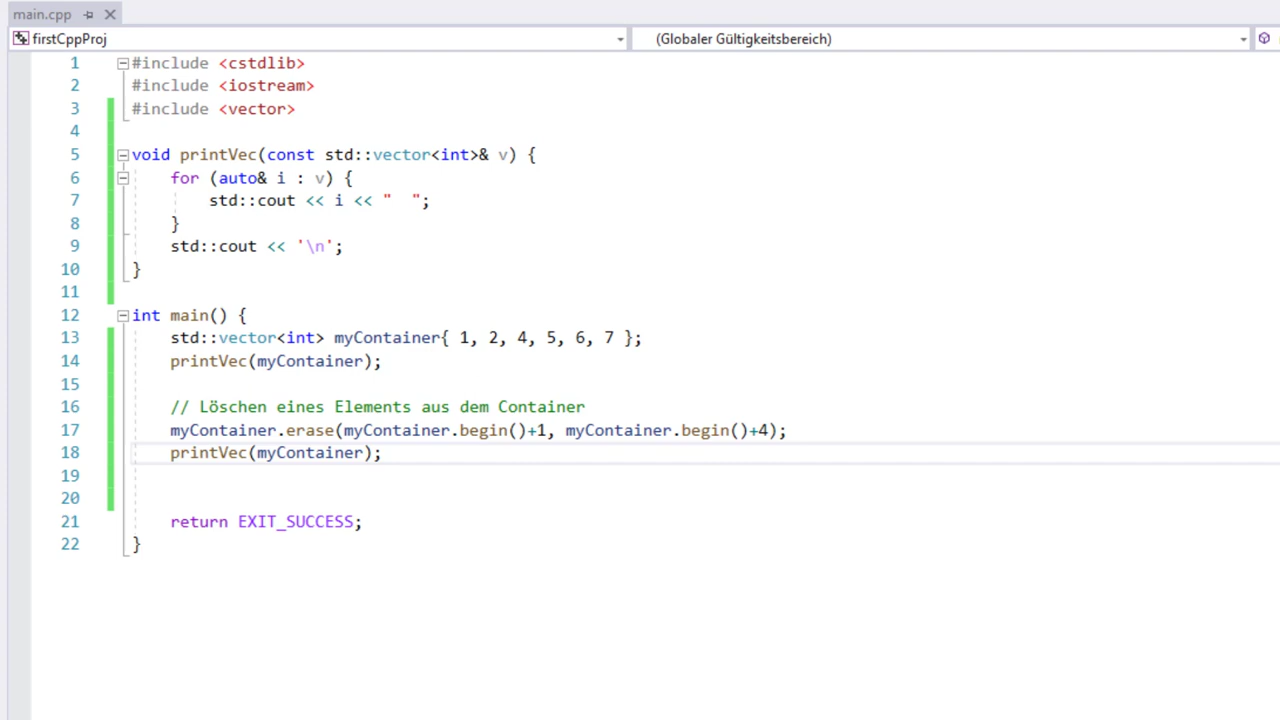 main.cpp
firstCppProj
(Globaler Gültigkeitsbereich)
1 #include <cstdlib>
2 #include <iostream>
3 #include <vector>
4
5 void printVec(const std::vector<int>& v) {
6 for (auto& i : v) {
7 std::cout << i << "  ";
8 }
9 std::cout << '\n';
10 }
11
12 int main() {
13 std::vector<int> myContainer{ 1, 2, 4, 5, 6, 7 };
14 printVec(myContainer);
15
16 // Löschen eines Elements aus dem Container
17 myContainer.erase(myContainer.begin()+1, myContainer.begin()+4);
18 printVec(myContainer);
19
20
21 return EXIT_SUCCESS;
22 }